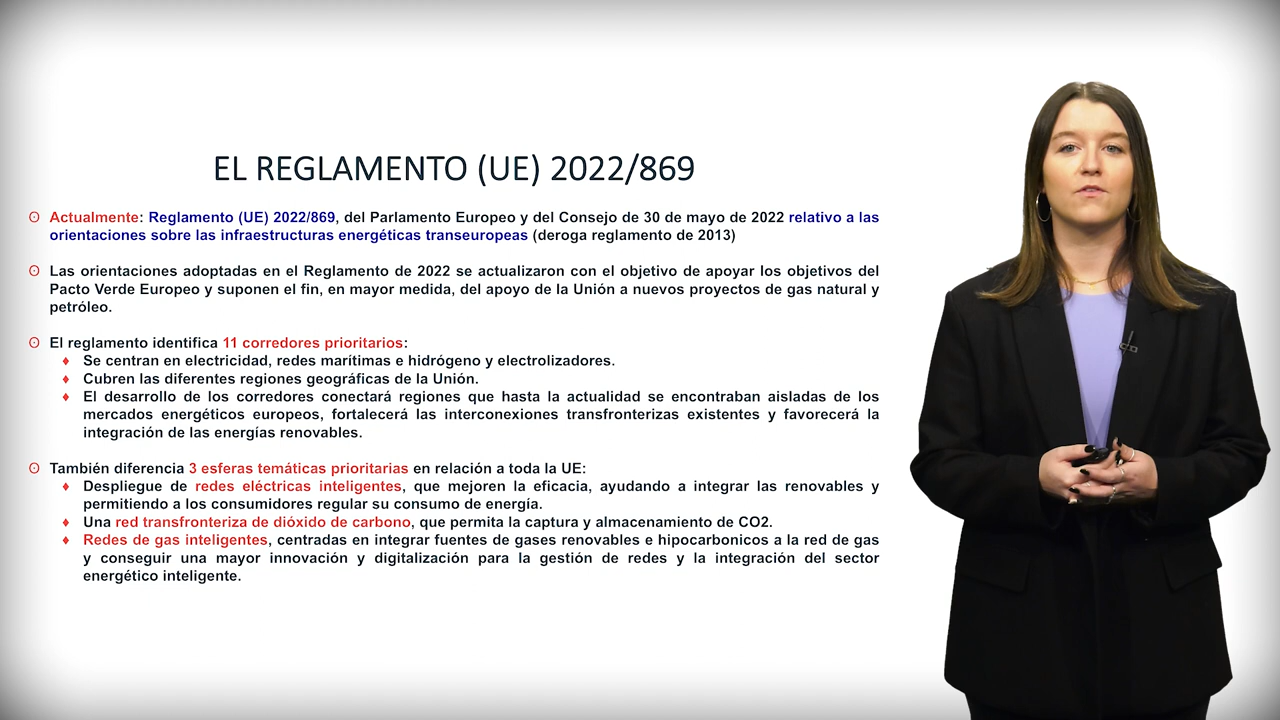 EL REGLAMENTO (UE) 2022/869
Actualmente: Reglamento (UE) 2022/869, del Parlamento Europeo y del Consejo de 30 de mayo de 2022 relativo a las
orientaciones sobre las infraestructuras energéticas transeuropeas (deroga reglamento de 2013)
Las orientaciones adoptadas en el Reglamento de 2022 se actualizaron con el objetivo de apoyar los objetivos del
Pacto Verde Europeo y suponen el fin, en mayor medida, del apoyo de la Unión a nuevos proyectos de gas natural y
petróleo.
El reglamento identifica 11 corredores prioritarios:
Se centran en electricidad, redes marítimas e hidrógeno y electrolizadores.
Cubren las diferentes regiones geográficas de la Unión.
El desarrollo de los corredores conectará regiones que hasta la actualidad se encontraban aisladas de los
mercados energéticos europeos, fortalecerá las interconexiones transfronterizas existentes y favorecerá la
integración de las energías renovables.
También diferencia 3 esferas temáticas prioritarias en relación a toda la UE:
Despliegue de redes eléctricas inteligentes, que mejoren la eficacia, ayudando a integrar las renovables y
permitiendo a los consumidores regular su consumo de energía.
Una red transfronteriza de dióxido de carbono, que permita la captura y almacenamiento de CO2.
Redes de gas inteligentes, centradas en integrar fuentes de gases renovables e hipocarbonicos a la red de gas
y conseguir una mayor innovación y digitalización para la gestión de redes y la integración del sector
energético inteligente.